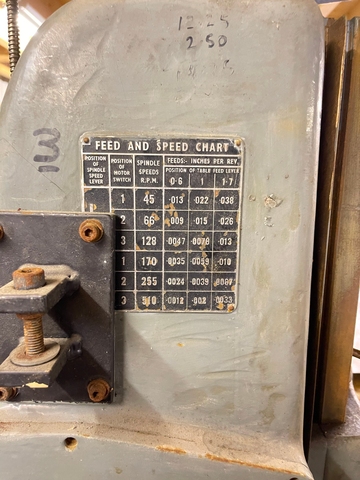 12.25
2.50
3
FEED AND SPEED CHART
POSITION OF SPINDLE SPEED LEVER POSITION OF MOTOR SWITCH SPINDLE SPEEDS R.P.M. FEEDS:- INCHES PER REV.
POSITION OF TABLE FEED LEVER
0·6 1 1·7
1 45 ·013 ·022 ·038
2 66 ·009 ·015 ·026
3 128 ·0047 ·0078 ·013
1 170 ·0035 ·0059 ·010
2 255 ·0024 ·0039
3 510 ·0012 ·002 ·0033